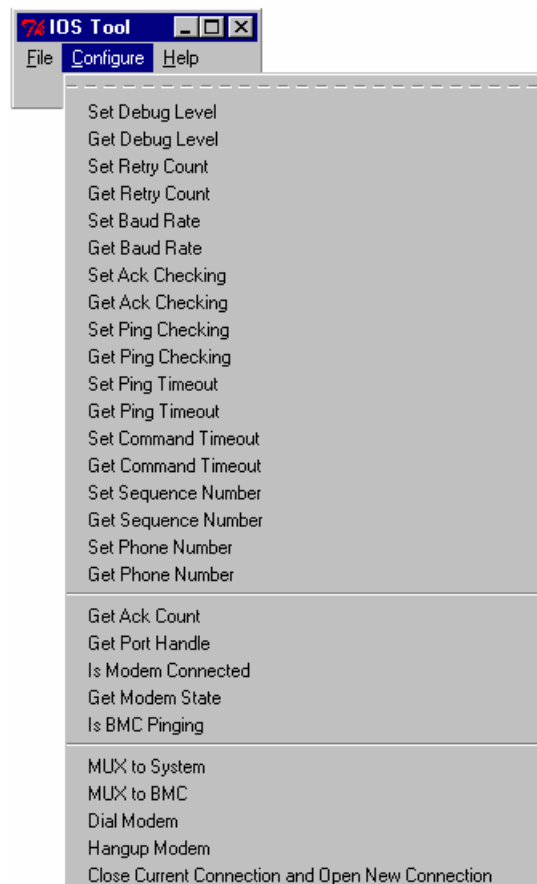 7% IOS Tool
File Configure Help
Set Debug Level
Get Debug Level
Set Retry Count
Get Retry Count
Set Baud Rate
Get Baud Rate
Set Ack Checking
Get Ack Checking
Set Ping Checking
Get Ping Checking
Set Ping Timeout
Get Ping Timeout
Set Command Timeout
Get Command Timeout
Set Sequence Number
Get Sequence Number
Set Phone Number
Get Phone Number
Get Ack Count
Get Port Handle
Is Modem Connected
Get Modem State
Is BMC Pinging
MUX to System
MUX to BMC
Dial Modem
Hangup Modem
Close Current Connection and Open New Connection